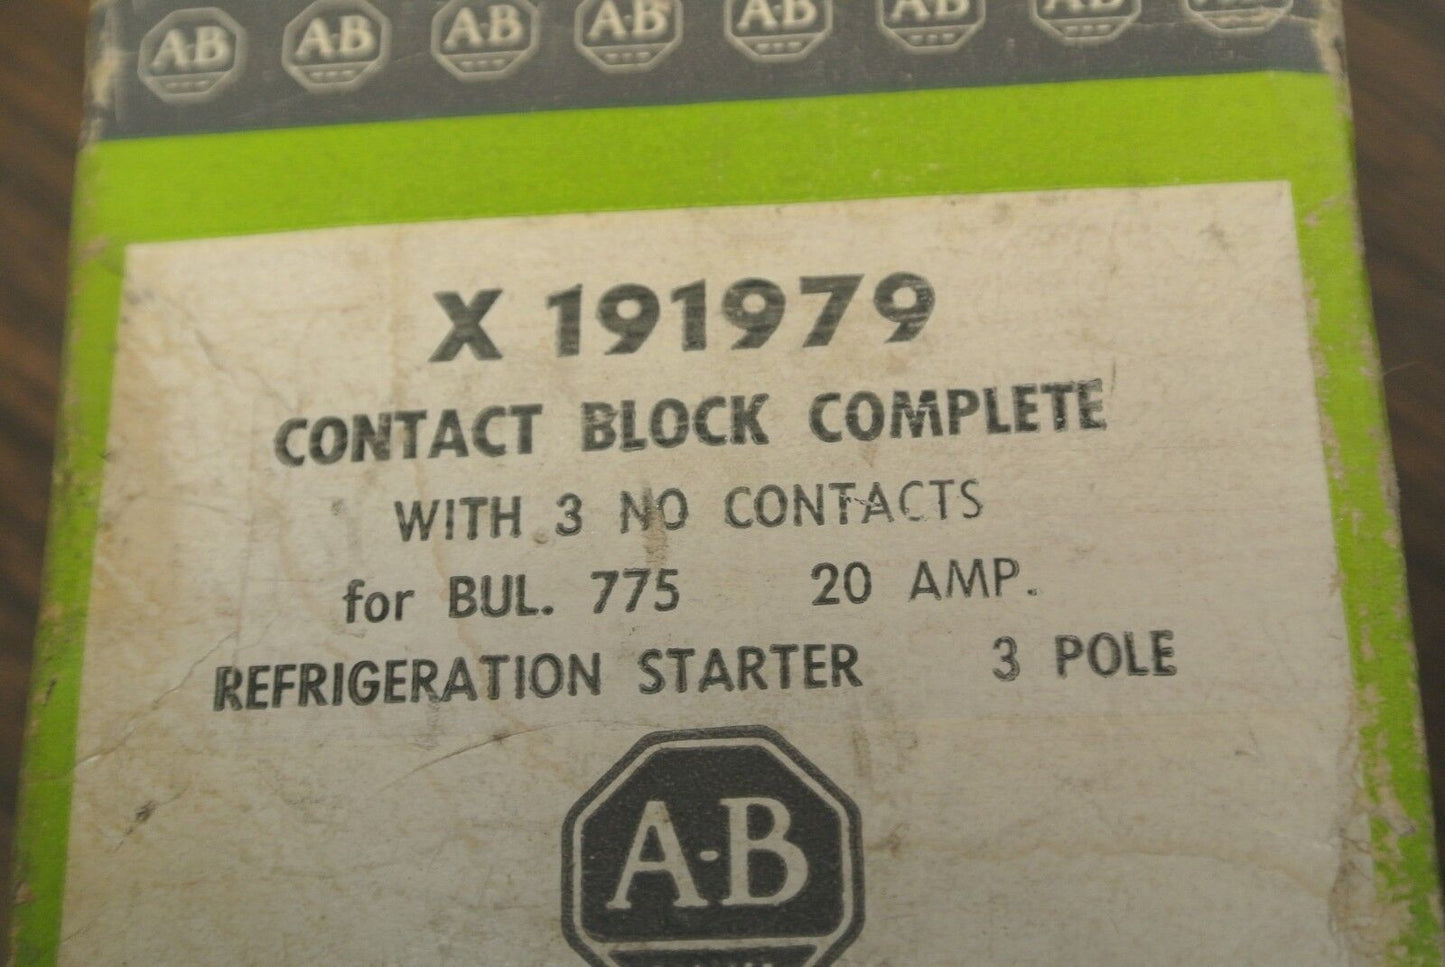 A-B A-B A-B A-B A-B A-B A-B
X 191979
CONTACT BLOCK COMPLETE
WITH 3 NO CONTACTS
for BUL. 775 20 AMP.
REFRIGERATION STARTER 3 POLE
A-B